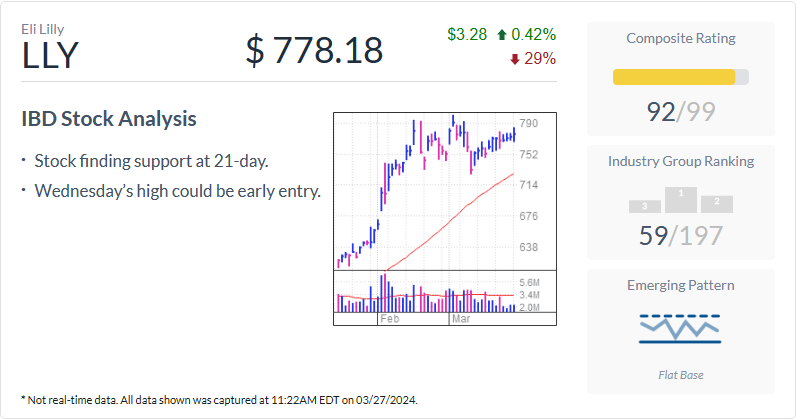 Eli Lilly
LLY
$ 778.18
$3.28 0.42%
29%
IBD Stock Analysis
· Stock finding support at 21-day.
· Wednesday's high could be early entry.
790
752
714
676
638
5.6M
3.4M
2.0M
Feb Mar
Composite Rating
92/99
Industry Group Ranking
3 1 2
59/197
Emerging Pattern
Flat Base
* Not real-time data. All data shown was captured at 11:22AM EDT on 03/27/2024.